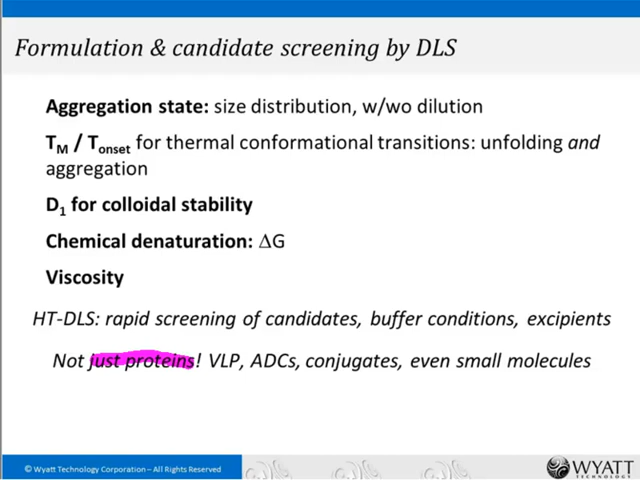 Formulation & candidate screening by DLS
Aggregation state: size distribution, w/wo dilution
TM / Tonset for thermal conformational transitions: unfolding and
aggregation
D1 for colloidal stability
Chemical denaturation: ΔG
Viscosity
HT-DLS: rapid screening of candidates, buffer conditions, excipients
Not just proteins! VLP, ADCs, conjugates, even small molecules
© Wyatt Technology Corporation – All Rights Reserved
WYATT
TECHNOLOGY